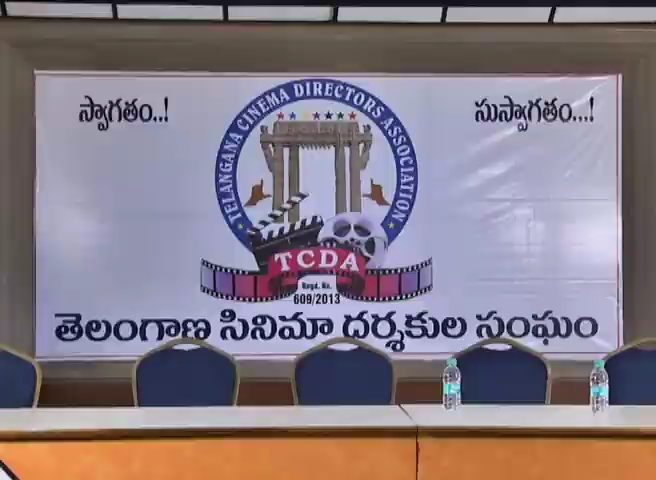 స్వాగతం..!
సుస్వాగతం...!
TELANGANA CINEMA DIRECTORS ASSOCIATION
TCDA
Regd. No.
609/2013
తెలంగాణ సినిమా దర్శకుల సంఘం